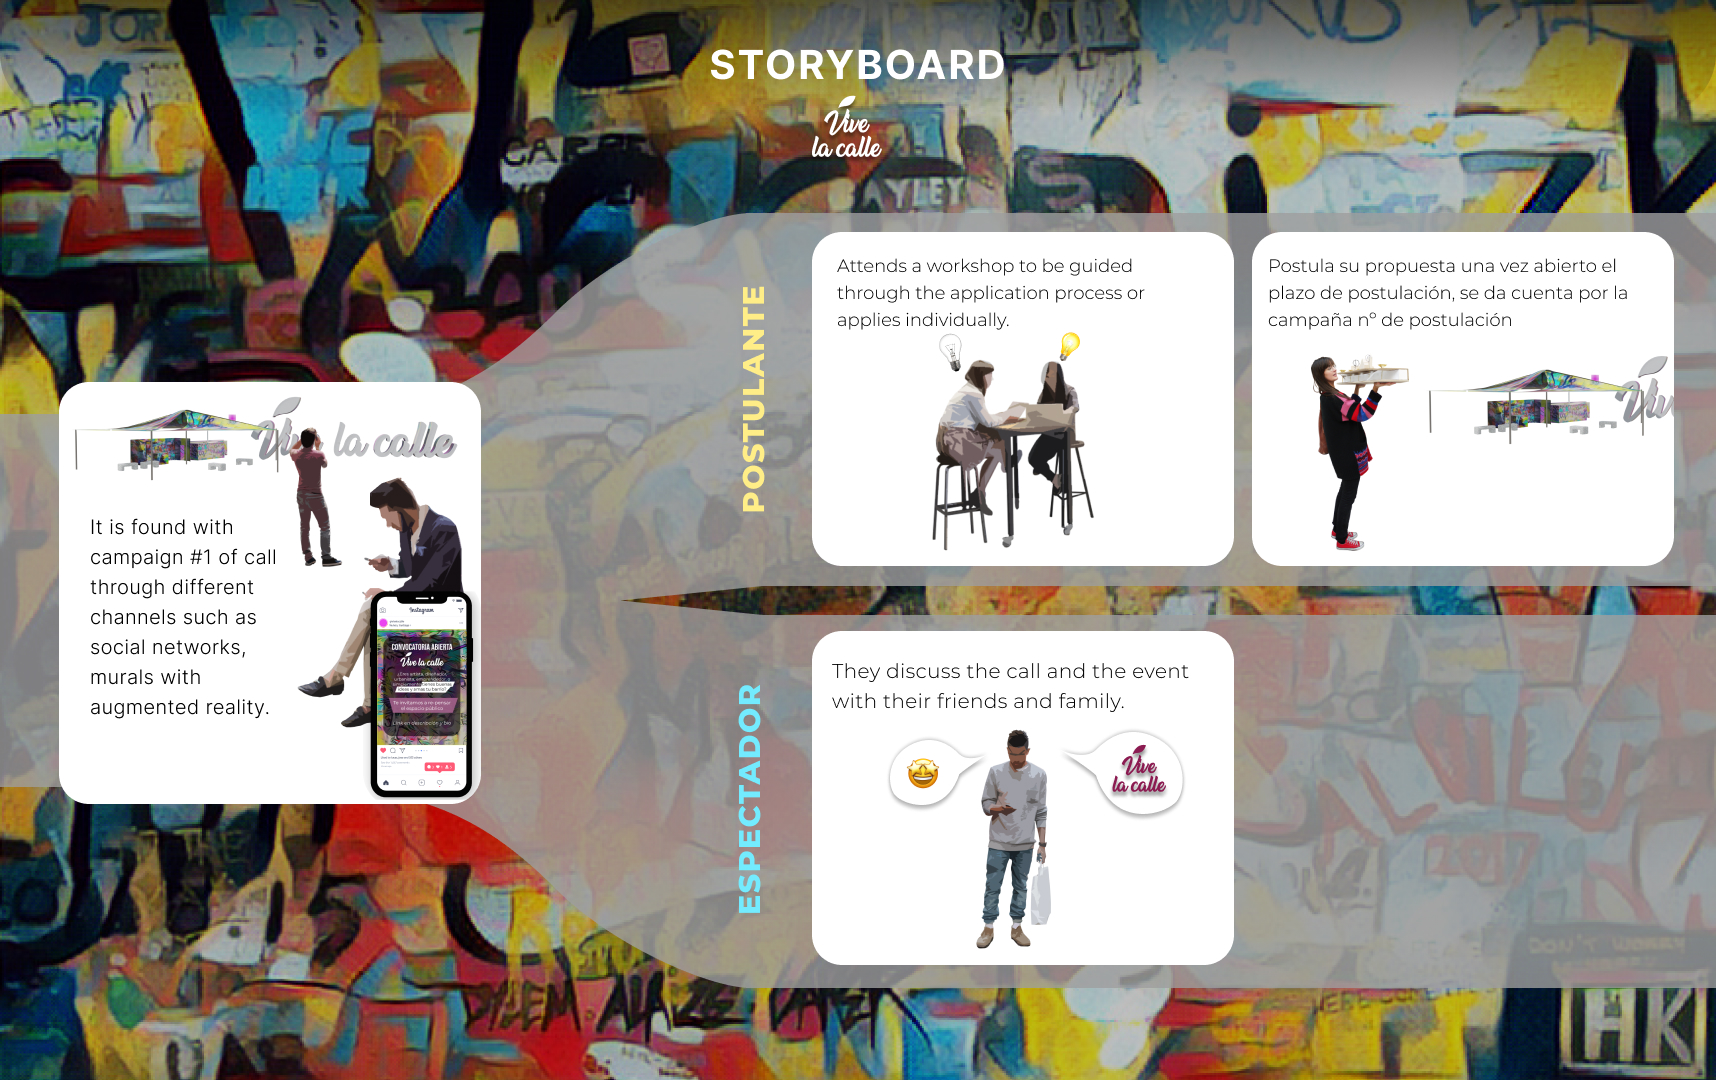 STORYBOARD
Vive
la calle
It is found with
campaign #1 of call
through different
channels such as
social networks,
murals with
augmented reality.
la calle
Instagram
CONVOCATORIA ABIERTA
Vive la calle
POSTULANTE
Attends a workshop to be guided
through the application process or
applies individually.
Postula su propuesta una vez abierto el
plazo de postulación, se da cuenta por la
campaña nº de postulación
ESPECTADOR
They discuss the call and the event
with their friends and family.
Vive
la calle
CAYLEY
HK